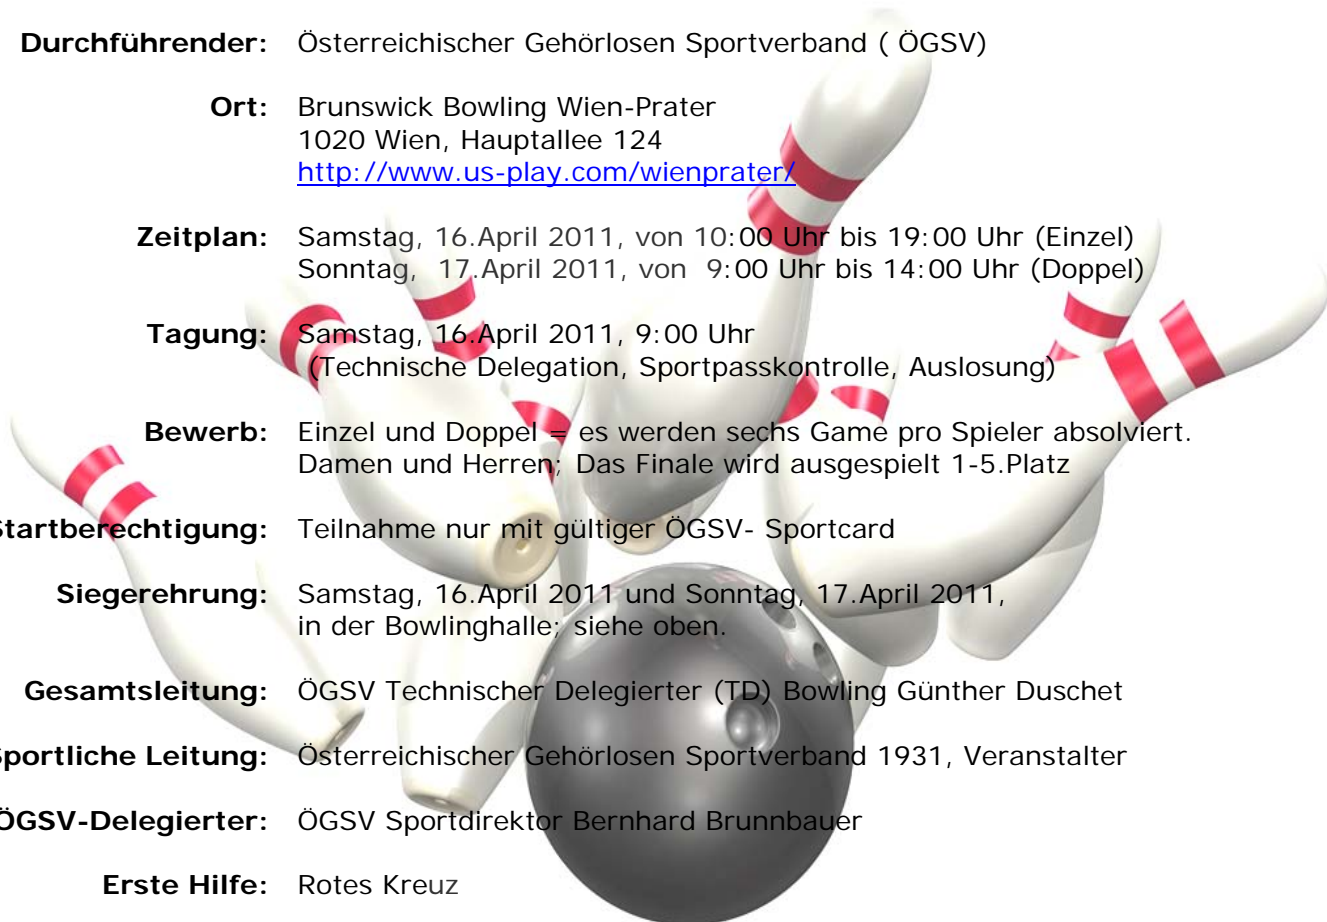 Durchführender: Österreichischer Gehörlosen Sportverband ( ÖGSV)
Ort: Brunswick Bowling Wien-Prater
1020 Wien, Hauptallee 124
http://www.us-play.com/wienprater/
Zeitplan: Samstag, 16.April 2011, von 10:00 Uhr bis 19:00 Uhr (Einzel)
Sonntag, 17.April 2011, von 9:00 Uhr bis 14:00 Uhr (Doppel)
Tagung: Samstag, 16.April 2011, 9:00 Uhr
(Technische Delegation, Sportpasskontrolle, Auslosung)
Bewerb: Einzel und Doppel = es werden sechs Game pro Spieler absolviert.
Damen und Herren; Das Finale wird ausgespielt 1-5.Platz
Startberechtigung: Teilnahme nur mit gültiger ÖGSV- Sportcard
Siegerehrung: Samstag, 16.April 2011 und Sonntag, 17.April 2011,
in der Bowlinghalle; siehe oben.
Gesamtsleitung: ÖGSV Technischer Delegierter (TD) Bowling Günther Duschet
Sportliche Leitung: Österreichischer Gehörlosen Sportverband 1931, Veranstalter
ÖGSV-Delegierter: ÖGSV Sportdirektor Bernhard Brunnbauer
Erste Hilfe: Rotes Kreuz